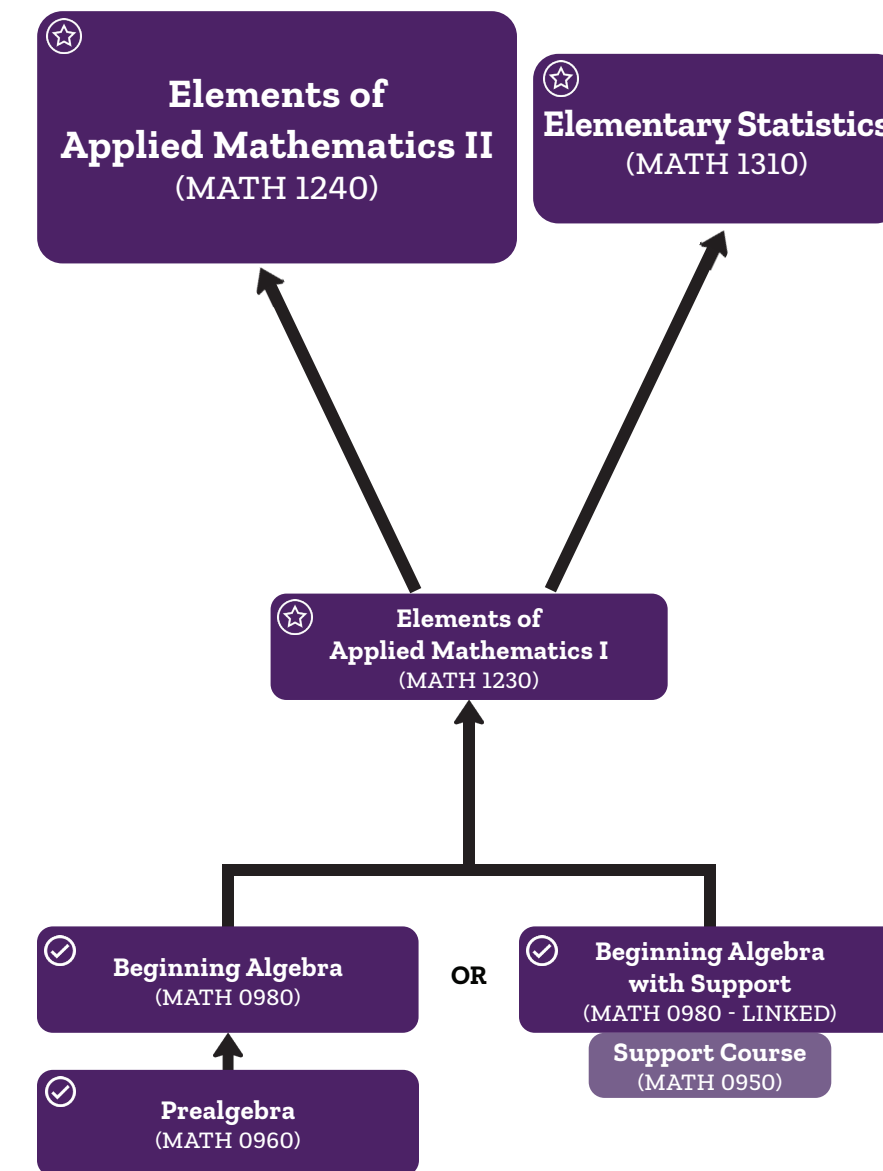 Elements of
Applied Mathematics II
(MATH 1240)
Elementary Statistics
(MATH 1310)
Elements of
Applied Mathematics I
(MATH 1230)
Beginning Algebra
(MATH 0980)
OR
Beginning Algebra
with Support
(MATH 0980 - LINKED)
Support Course
(MATH 0950)
Prealgebra
(MATH 0960)